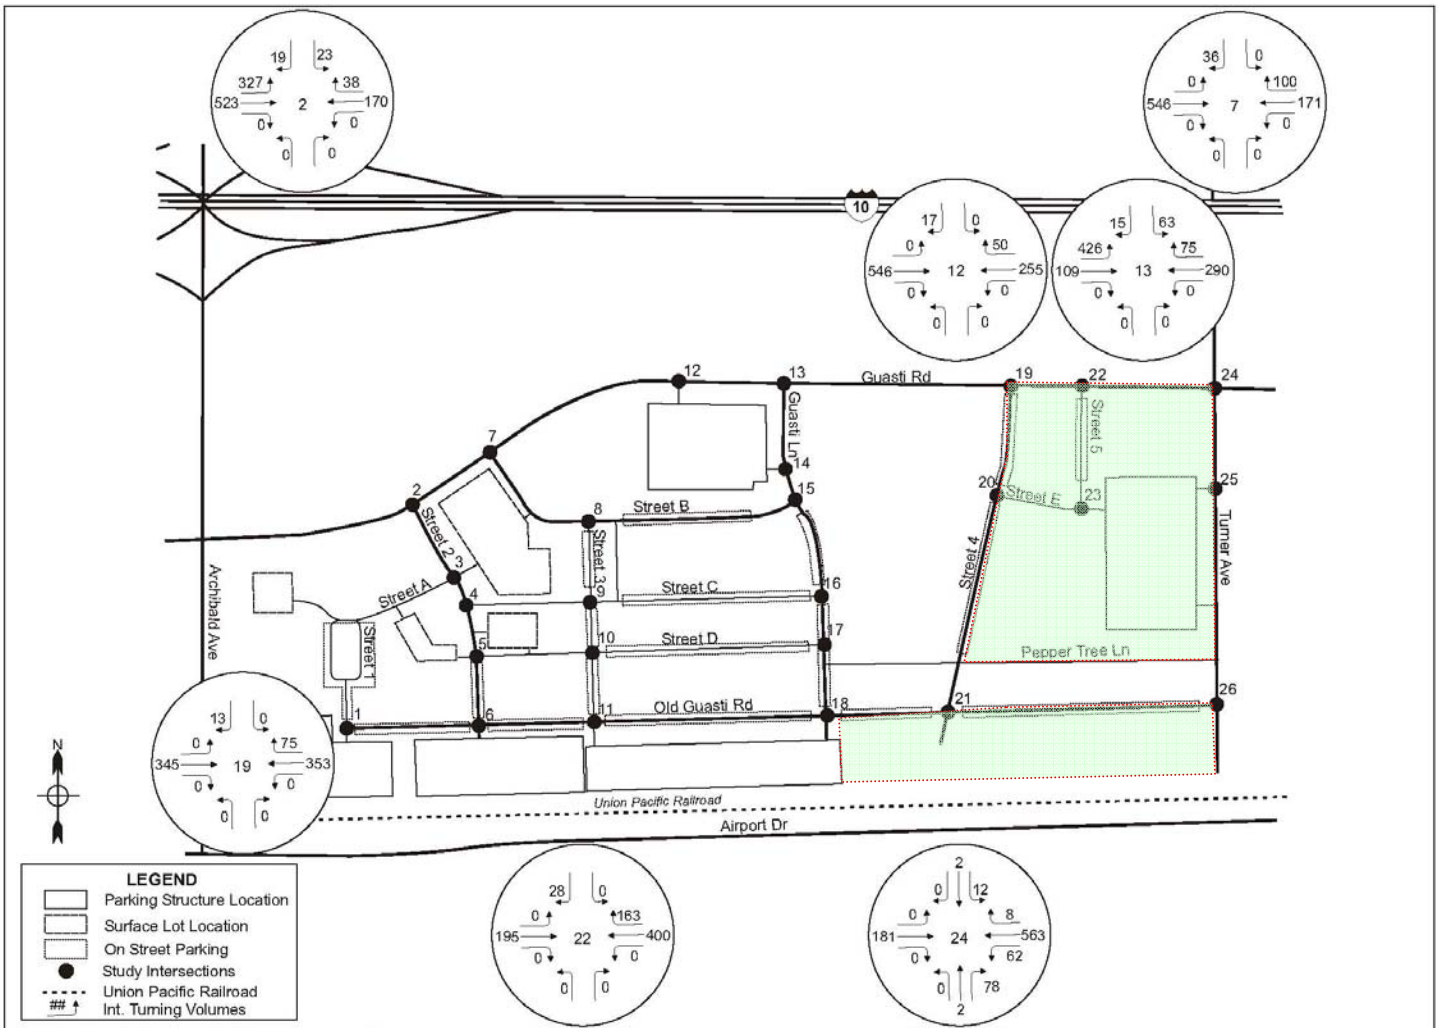 19 23
327 38
523 2 170
0 0
0 0
36 0
0 100
546 7 171
0 0
0 0
10
17 0
0 50
546 12 255
0 0
0 0
15 63
426 75
109 13 290
0 0
0 0
12
13
Guasti Rd
19
22
24
Guasti Ln
Street 5
7
14
2
15
20
Street E
23
25
8
Street B
Street 2
Street 3
Turner Ave
Street 4
3
Archibald Ave
Street A
4
9
Street C
16
5
10
Street D
17
Street 1
Pepper Tree Ln
1
6
11
Old Guasti Rd
18
21
26
13 0
0 75
345 19 353
0 0
0 0
N
Union Pacific Railroad
Airport Dr
28 0
0 163
195 22 400
0 0
0 0
2
0 12
0 8
181 24 563
0 62
0 78
2
LEGEND
Parking Structure Location
Surface Lot Location
On Street Parking
Study Intersections
Union Pacific Railroad
## Int. Turning Volumes